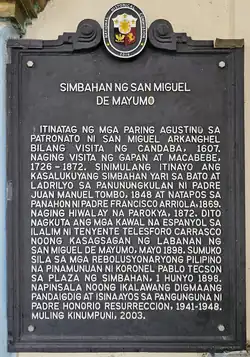 SIMBAHAN NG SAN MIGUEL
DE MAYUMO
ITINATAG NG MGA PARING AGUSTINO SA
PATRONATO NI SAN MIGUEL ARKANGHEL
BILANG VISITA NG CANDABA, 1607.
NAGING VISITA NG GAPAN AT MACABEBE,
1726-1872. SINIMULANG ITINAYO ANG
KASALUKUYANG SIMBAHAN YARI SA BATO AT
LADRILYO SA PANUNUNGKULAN NI PADRE
JUAN MANUEL TOMBO, 1848 AT NATAPOS SA
PANAHON NI PADRE FRANCISCO ARRIOLA, 1869.
NAGING HIWALAY NA PAROKYA, 1872. DITO
NAGKUTA ANG MGA KAWAL NA ESPANYOL SA
ILALIM NI TENYENTE TELESFORO CARRASCO
NOONG KASAGSAGAN NG LABANAN NG
SAN MIGUEL DE MAYUMO, MAYO 1898. SUMUKO
SILA SA MGA REBOLUSYONARYONG PILIPINO
NA PINAMUNUAN NI KORONEL PABLO TECSON
SA PLAZA NG SIMBAHAN, 1 HUNYO 1898.
NAPINSALA NOONG IKALAWANG DIGMAANG
PANDAIGDIG AT ISINAAYOS SA PANGUNGUNA NI
PADRE HONORIO RESURRECCION, 1941-1948.
MULING KINUMPUNI, 2003.